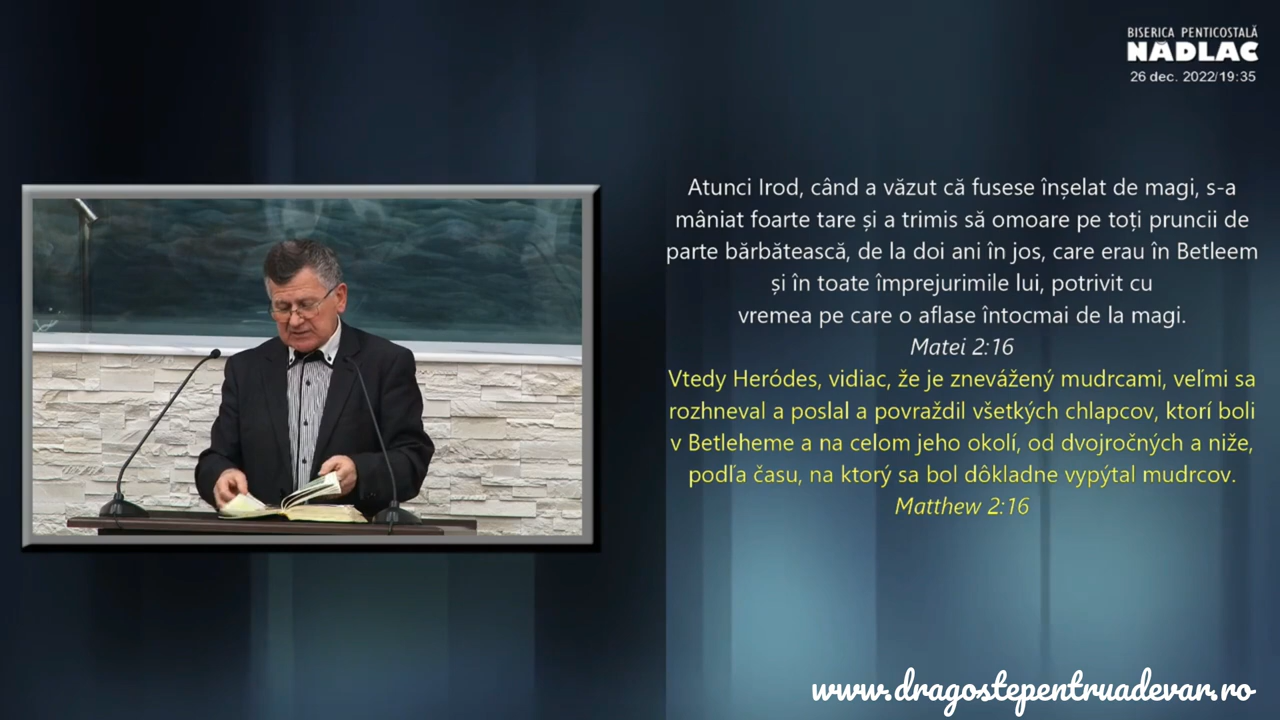 BISERICA PENTICOSTALĂ
NĂDLAC
26 dec. 2022/19:35
Atunci Irod, când a văzut că fusese înșelat de magi, s-a
mâniat foarte tare și a trimis să omoare pe toți pruncii de
parte bărbătească, de la doi ani în jos, care erau în Betleem
și în toate împrejurimile lui, potrivit cu
vremea pe care o aflase întocmai de la magi.
Matei 2:16
Vtedy Heródes, vidiac, že je znevážený mudrcami, veľmi sa
rozhneval a poslal a povraždil všetkých chlapcov, ktorí boli
v Betleheme a na celom jeho okolí, od dvojročných a niže,
podľa času, na ktorý sa bol dôkladne vypýtal mudrcov.
Matthew 2:16
www.dragostepentruadevar.ro